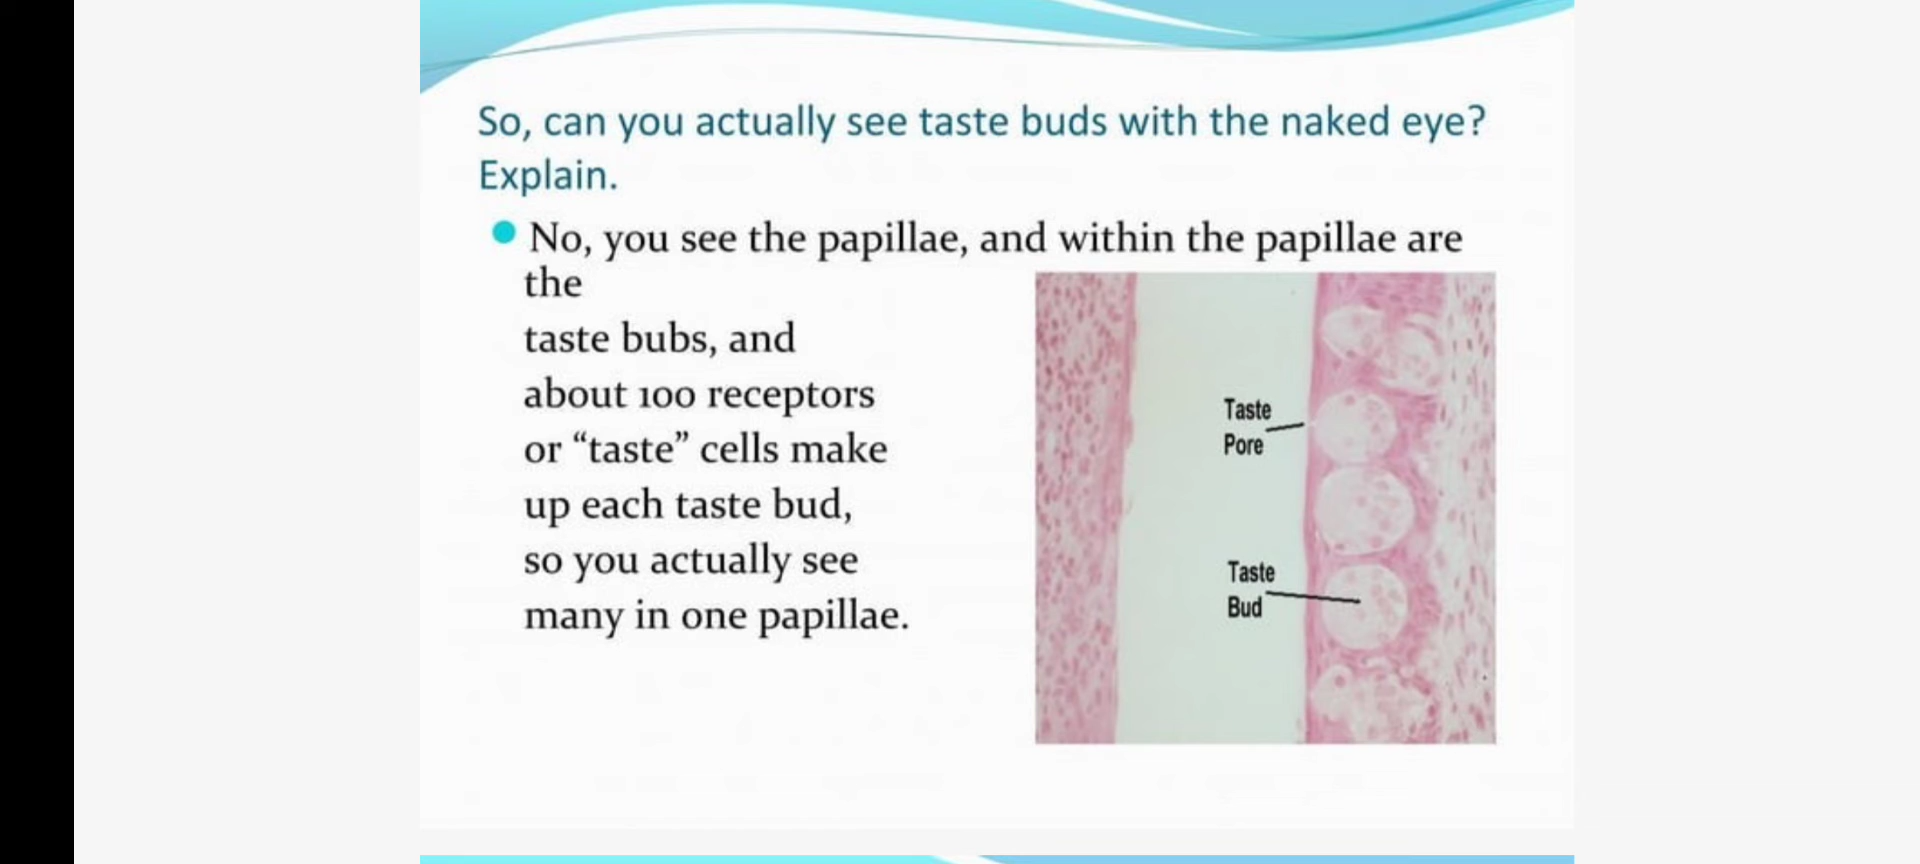 So, can you actually see taste buds with the naked eye?
Explain.
No, you see the papillae, and within the papillae are
the
taste bubs, and
about 100 receptors
or “taste” cells make
up each taste bud,
so you actually see
many in one papillae.
Taste
Pore
Taste
Bud